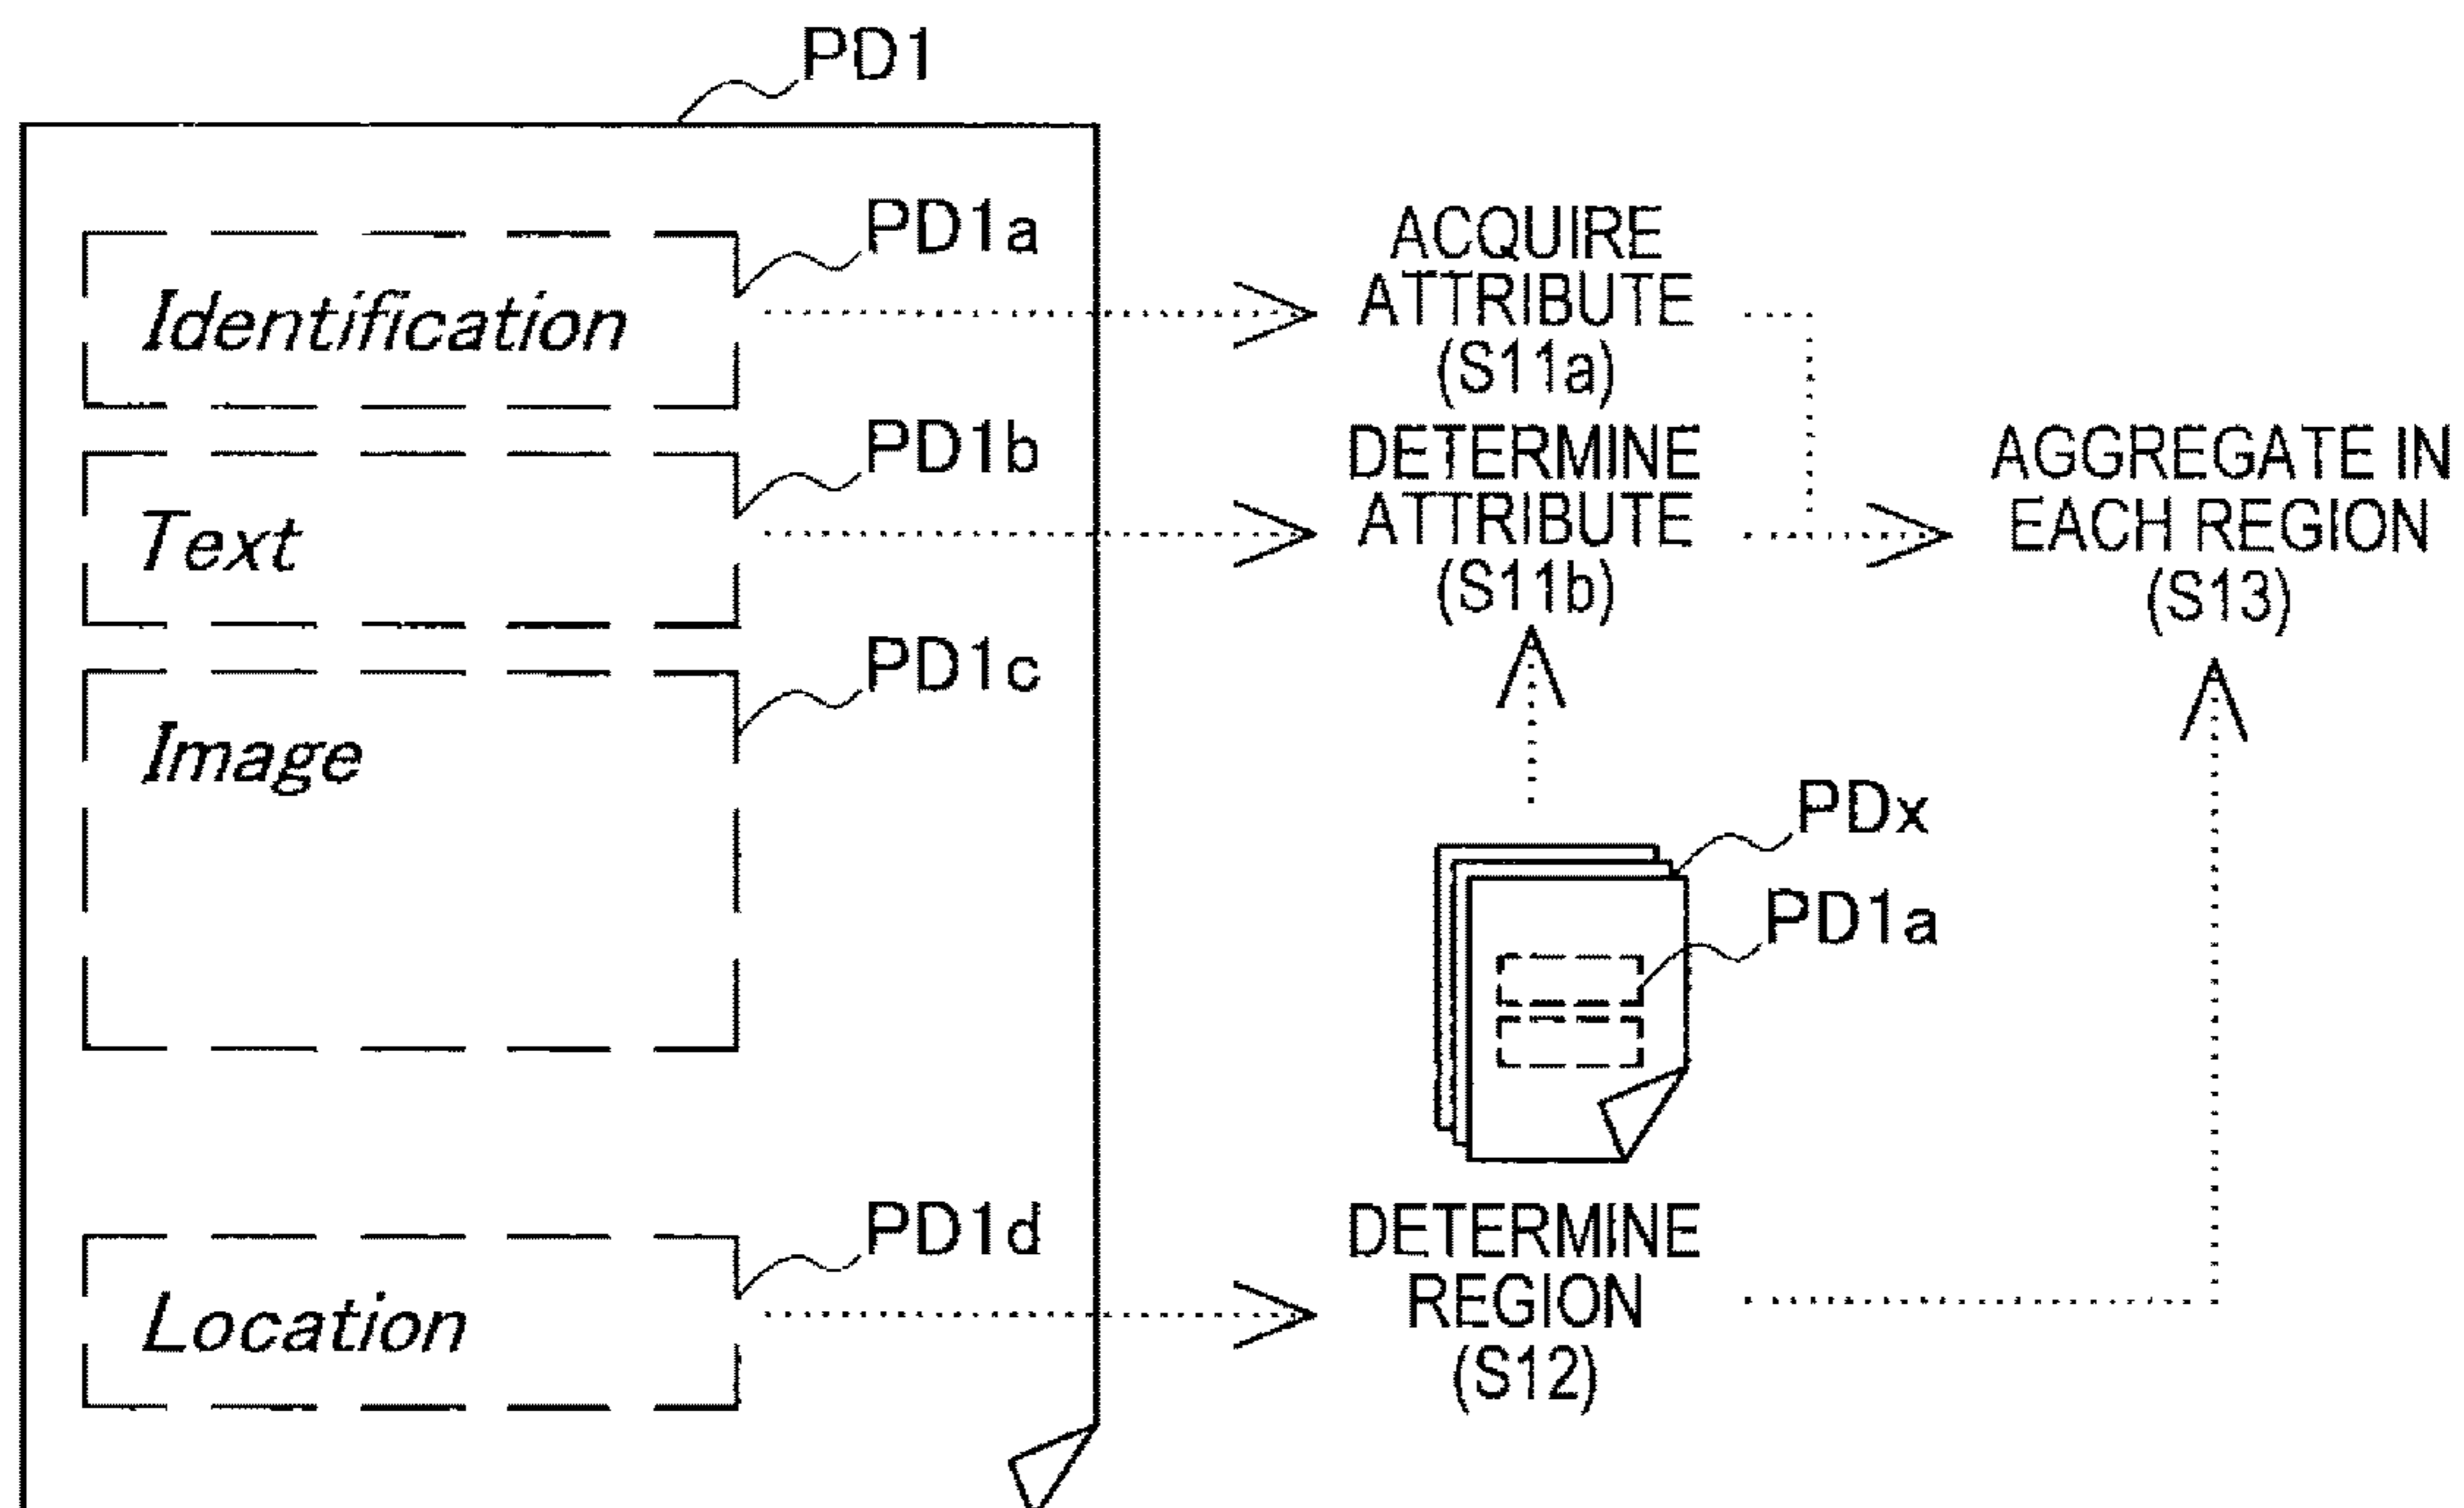 PD1
PD1a
Identification
ACQUIRE
ATTRIBUTE
(S11a)
PD1b
Text
DETERMINE
ATTRIBUTE
(S11b)
AGGREGATE IN
EACH REGION
(S13)
PD1c
Image
PDx
PD1a
PD1d
Location
DETERMINE
REGION
(S12)